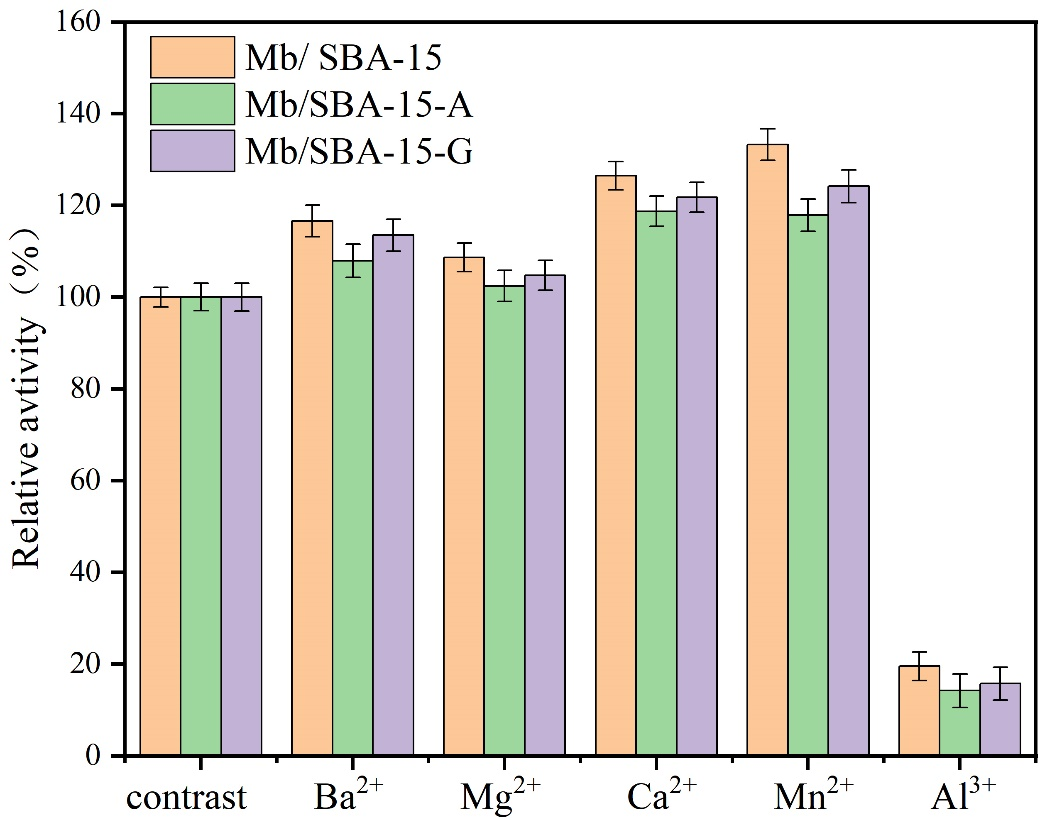 160
140
120
100
80
60
40
20
0
Relative avtivity（%）
Mb/ SBA-15
Mb/SBA-15-A
Mb/SBA-15-G
contrast Ba²⁺ Mg²⁺ Ca²⁺ Mn²⁺ Al³⁺